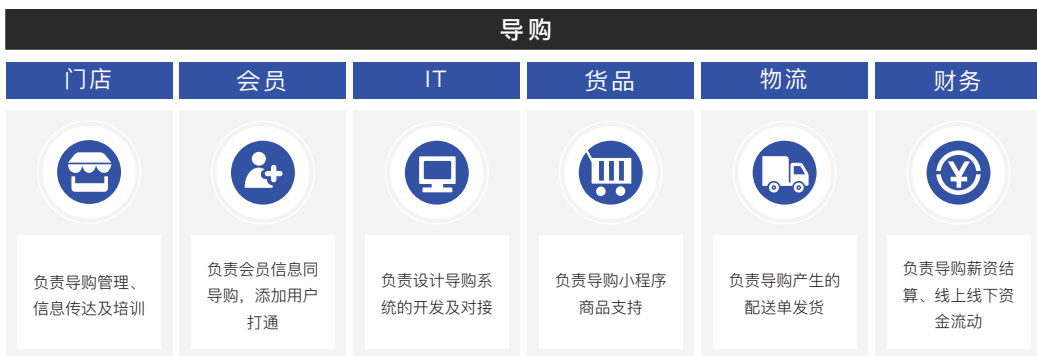 导购
门店
会员
IT
货品
物流
财务
负责导购管理、
信息传达及培训
负责会员信息同
导购，添加用户
打通
负责设计导购系
统的开发及对接
负责导购小程序
商品支持
负责导购产生的
配送单发货
负责导购薪资结
算、线上线下资
金流动